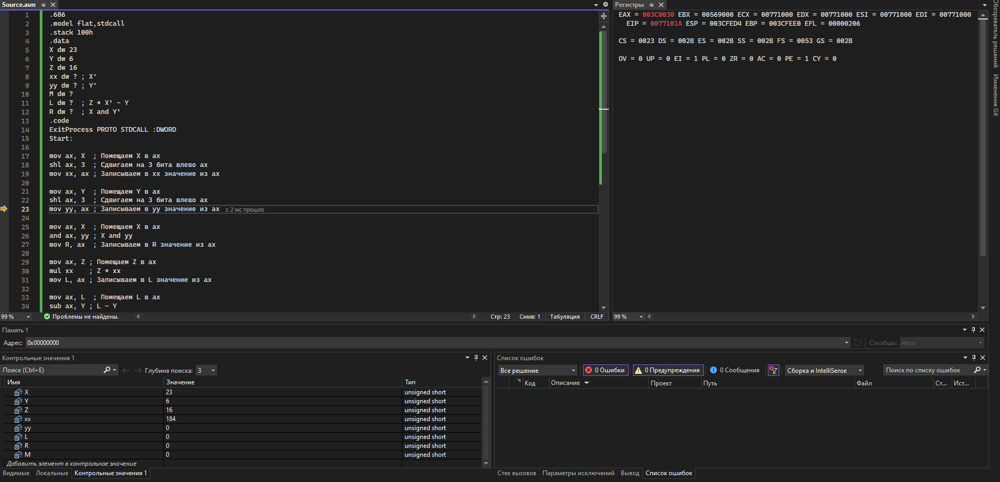 Source.asm
1 .686
2 .model flat,stdcall
3 .stack 100h
4 .data
5 X dw 23
6 Y dw 6
7 Z dw 16
8 xx dw ? ; X'
9 yy dw ? ; Y'
10 M dw ?
11 L dw ?  ; Z * X’ - Y
12 R dw ?  ; X and Y’
13 .code
14 ExitProcess PROTO STDCALL :DWORD
15 Start:
16
17 mov ax, X  ; Помещаем X в ax
18 shl ax, 3  ; Сдвигаем на 3 бита влево ax
19 mov xx, ax ; Записываем в xx значение из ax
20
21 mov ax, Y  ; Помещаем Y в ax
22 shl ax, 3  ; Сдвигаем на 3 бита влево ax
23 mov yy, ax ; Записываем в yy значение из ax ≤ 2 мс прошло
24
25 mov ax, X  ; Помещаем X в ax
26 and ax, yy ; X and yy
27 mov R, ax  ; Записываем в R значение из ax
28
29 mov ax, Z ; Помещаем Z в ax
30 mul xx    ; Z * xx
31 mov L, ax ; Записываем в L значение из ax
32
33 mov ax, L  ; Помещаем L в ax
34 sub ax, Y ; L - Y
99 % Проблемы не найдены. Стр: 23 Симв: 1 Табуляция CRLF
Регистры
EAX = 003C0030 EBX = 00569000 ECX = 00771000 EDX = 00771000 ESI = 00771000 EDI = 00771000
EIP = 0077101A ESP = 003CFED4 EBP = 003CFEE0 EFL = 00000206
CS = 0023 DS = 002B ES = 002B SS = 002B FS = 0053 GS = 002B
OV = 0 UP = 0 EI = 1 PL = 0 ZR = 0 AC = 0 PE = 1 CY = 0
99 %
Обозреватель решений
Изменения Git
Память 1
Адрес: 0x00000000 Столбцы: Авто
Контрольные значения 1
Поиск (Ctrl+E) Глубина поиска: 3
Имя Значение Тип
X 23 unsigned short
Y 6 unsigned short
Z 16 unsigned short
xx 184 unsigned short
yy 0 unsigned short
L 0 unsigned short
R 0 unsigned short
M 0 unsigned short
Добавить элемент в контрольное значение
Видимые Локальные Контрольные значения 1
Список ошибок
Все решение 0 Ошибки 0 Предупреждения 0 Сообщения Сборка и IntelliSense Поиск по списку ошибок
Код Описание Проект Путь Файл Ст... Ист...
Стек вызовов Параметры исключений Вывод Список ошибок